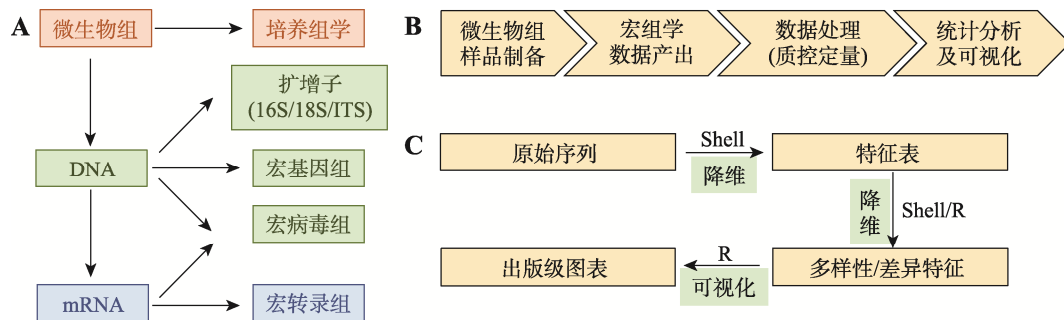 A
微生物组
培养组学
扩增子
(16S/18S/ITS)
DNA
宏基因组
宏病毒组
mRNA
宏转录组
B
微生物组
样品制备
宏组学
数据产出
数据处理
(质控定量)
统计分析
及可视化
C
原始序列
Shell
降维
特征表
降
维
Shell/R
出版级图表
R
可视化
多样性/差异特征